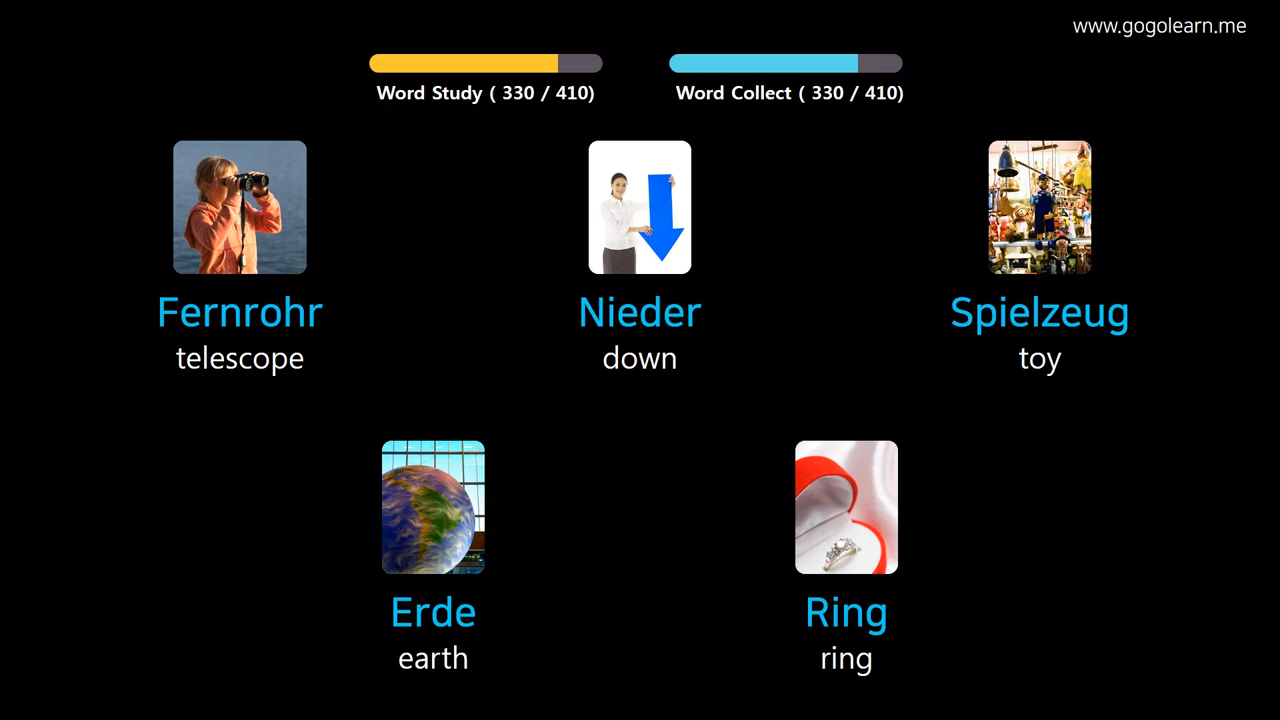 www.gogolearn.me
Word Study ( 330 / 410)
Word Collect ( 330 / 410)
Fernrohr
telescope
Nieder
down
Spielzeug
toy
Erde
earth
Ring
ring